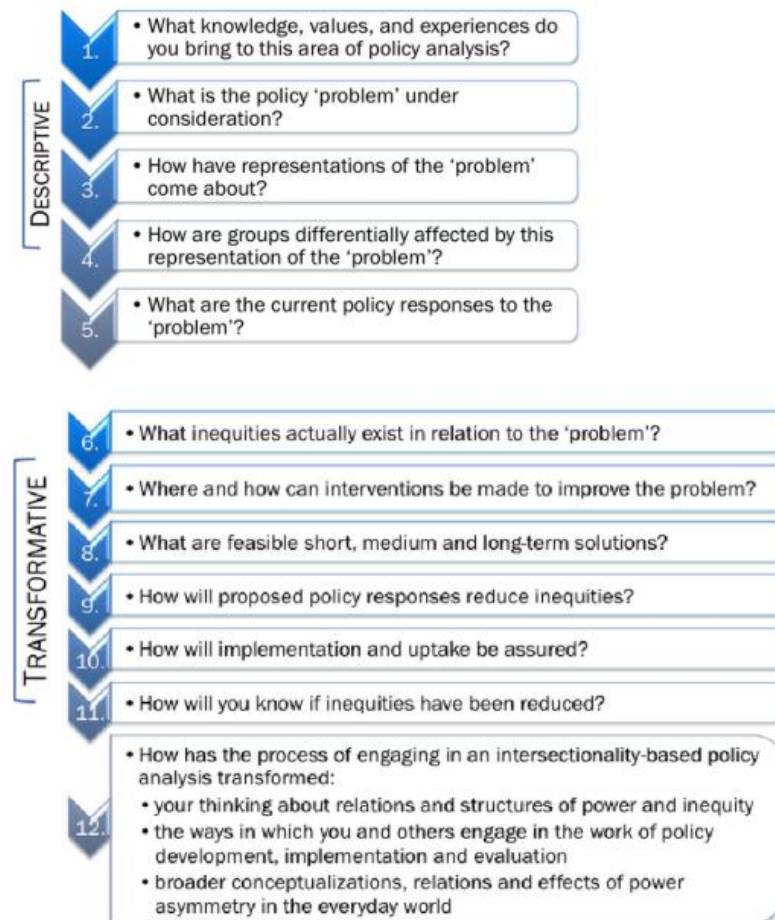 1.
• What knowledge, values, and experiences do
you bring to this area of policy analysis?
DESCRIPTIVE
2.
• What is the policy ‘problem’ under
consideration?
3.
• How have representations of the ‘problem’
come about?
4.
• How are groups differentially affected by this
representation of the ‘problem’?
5.
• What are the current policy responses to the
‘problem’?
TRANSFORMATIVE
6.
• What inequities actually exist in relation to the ‘problem’?
7.
• Where and how can interventions be made to improve the problem?
8.
• What are feasible short, medium and long-term solutions?
9.
• How will proposed policy responses reduce inequities?
10.
• How will implementation and uptake be assured?
11.
• How will you know if inequities have been reduced?
12.
• How has the process of engaging in an intersectionality-based policy
analysis transformed:
• your thinking about relations and structures of power and inequity
• the ways in which you and others engage in the work of policy
development, implementation and evaluation
• broader conceptualizations, relations and effects of power
asymmetry in the everyday world